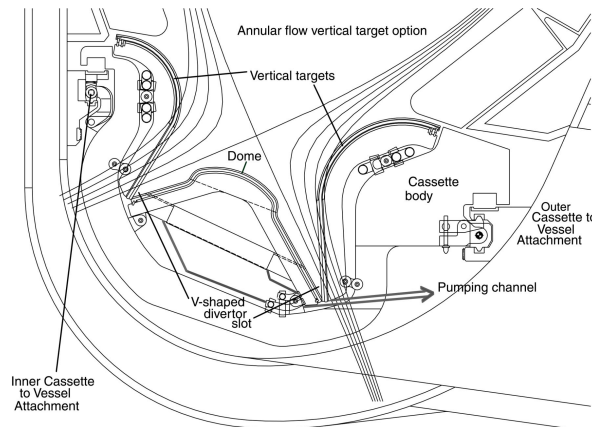 Annular flow vertical target option
Vertical targets
Dome
Cassette
body
Outer
Cassette to
Vessel
Attachment
Pumping channel
V-shaped
divertor
slot
Inner Cassette
to Vessel
Attachment